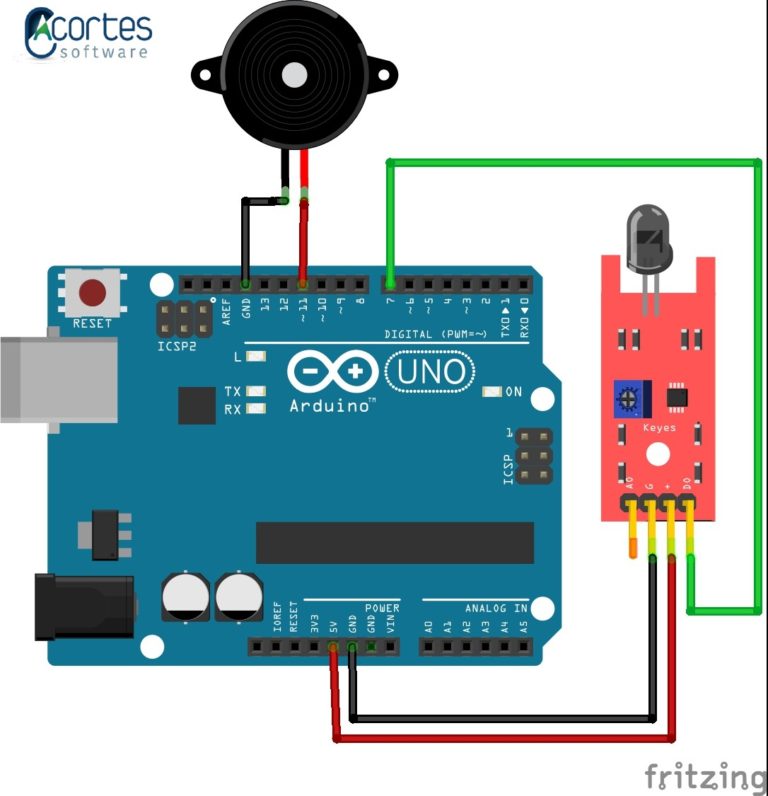 Acortes
software
RESET
ICSP2
AREF
GND
13
12
~11
~10
~9
8
7
~6
~5
4
~3
2
TX0▶1
RX0◀0
DIGITAL (PWM=~)
L
TX
RX
UNO
Arduino™
ON
1
ICSP
Keyes
A0
G
+
D0
POWER
ANALOG IN
IOREF
RESET
3V3
5V
GND
GND
VIN
A0
A1
A2
A3
A4
A5
fritzing